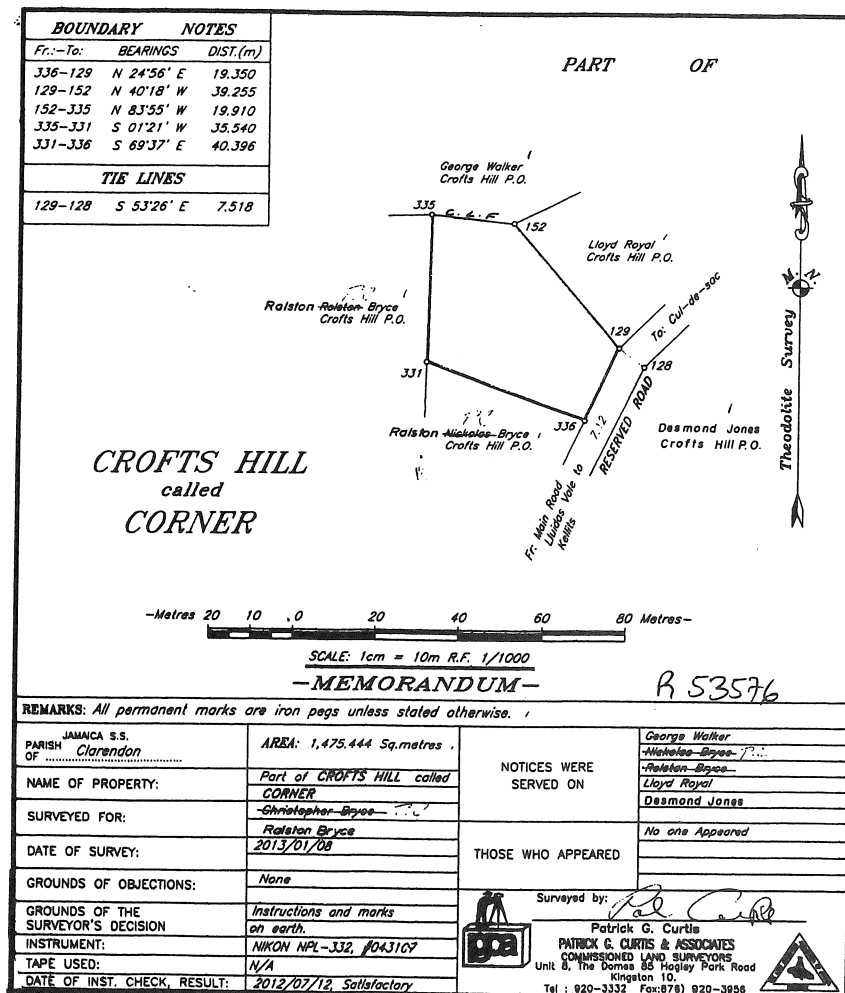 BOUNDARY NOTES
Fr.:-To: BEARINGS DIST.(m)
336-129 N 24°56' E 19.350
129-152 N 40°18' W 39.255
152-335 N 83°55' W 19.910
335-331 S 01°21' W 35.540
331-336 S 69°37' E 40.396
TIE LINES
129-128 S 53°26' E 7.518
PART OF
George Walker
Crofts Hill P.O.
335 C.L.F
152
Lloyd Royal
Crofts Hill P.O.
Ralston Ralston Bryce
Crofts Hill P.O.
To: Cul-de-sac
129
128
331
336
7.12
RESERVED ROAD
Ralston Nickolas Bryce
Crofts Hill P.O.
Desmond Jones
Crofts Hill P.O.
Fr. Main Road
Lluidas Vale to
Kellits
M.N.
Theodolite Survey
CROFTS HILL
called
CORNER
-Metres 20 10 0 20 40 60 80 Metres-
SCALE: 1cm = 10m R.F. 1/1000
-MEMORANDUM-
R 53576
REMARKS: All permanent marks are iron pegs unless stated otherwise.
JAMAICA S.S.
PARISH OF Clarendon
AREA: 1,475.444 Sq.metres
NAME OF PROPERTY:
Part of CROFTS HILL called
CORNER
SURVEYED FOR:
Christopher Bryce
Ralston Bryce
DATE OF SURVEY:
2013/01/08
GROUNDS OF OBJECTIONS:
None
GROUNDS OF THE
SURVEYOR'S DECISION
Instructions and marks
on earth.
INSTRUMENT:
NIKON NPL-332, #043107
TAPE USED:
N/A
DATE OF INST. CHECK, RESULT:
2012/07/12, Satisfactory
NOTICES WERE
SERVED ON
George Walker
Nickolas Bryce
Ralston Bryce
Lloyd Royal
Desmond Jones
THOSE WHO APPEARED
No one Appeared
pgca
Surveyed by:
Patrick G. Curtis
PATRICK G. CURTIS & ASSOCIATES
COMMISSIONED LAND SURVEYORS
Unit 8, The Domes 85 Hagley Park Road
Kingston 10.
Tel : 920-3332 Fax:876) 920-3956